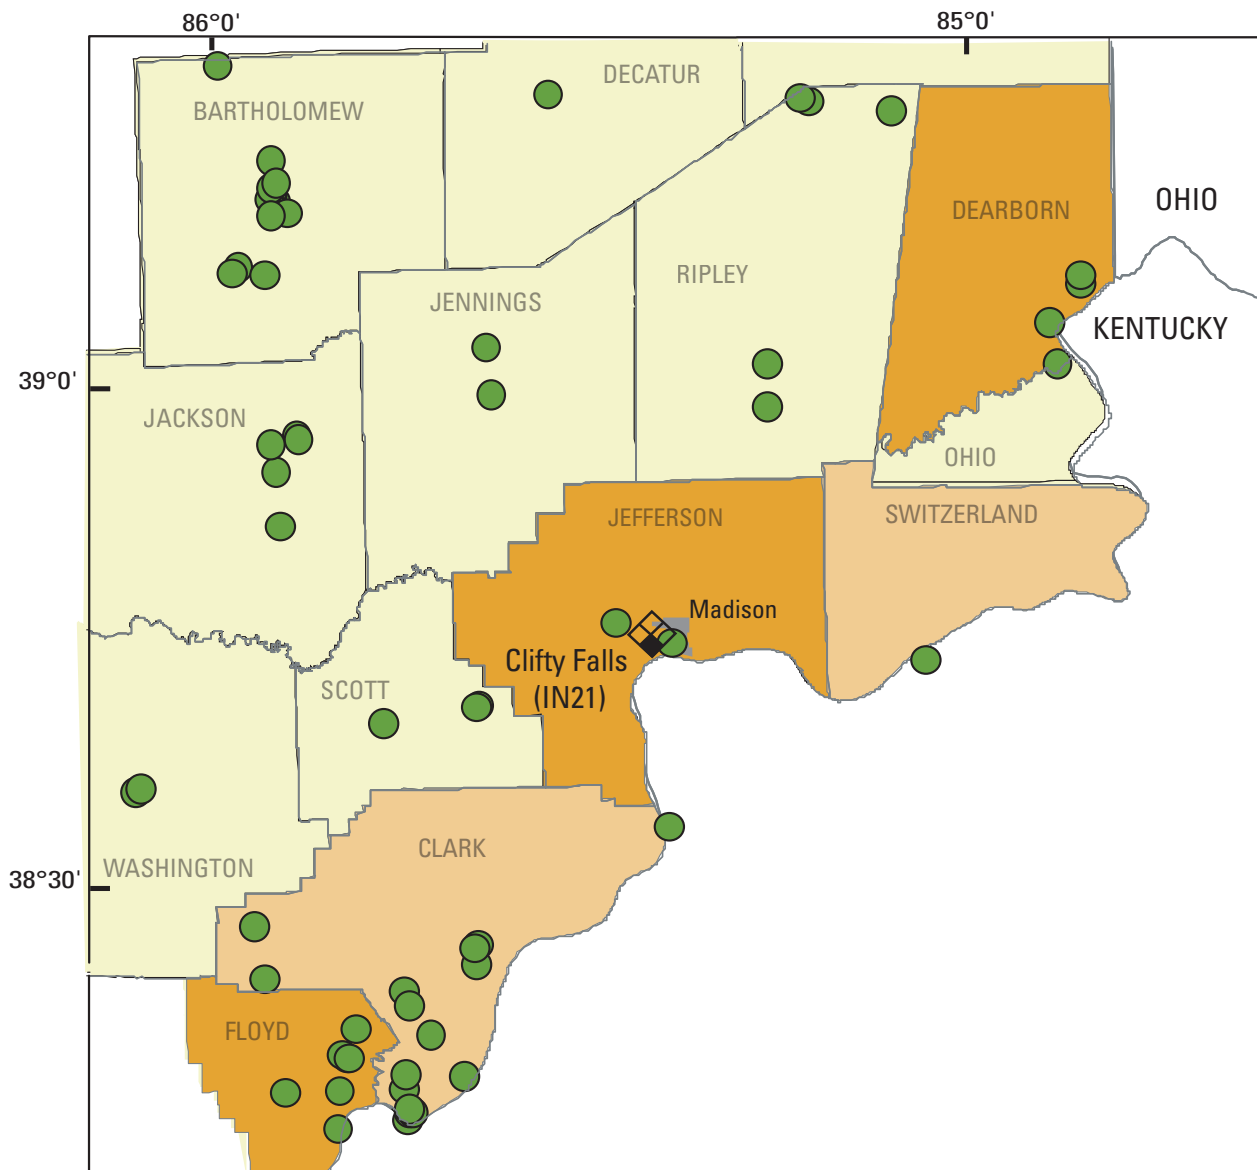 86°0'
85°0'
DECATUR
BARTHOLOMEW
OHIO
DEARBORN
RIPLEY
JENNINGS
KENTUCKY
39°0'
JACKSON
OHIO
JEFFERSON
SWITZERLAND
Madison
Clifty Falls
(IN21)
SCOTT
CLARK
WASHINGTON
38°30'
FLOYD